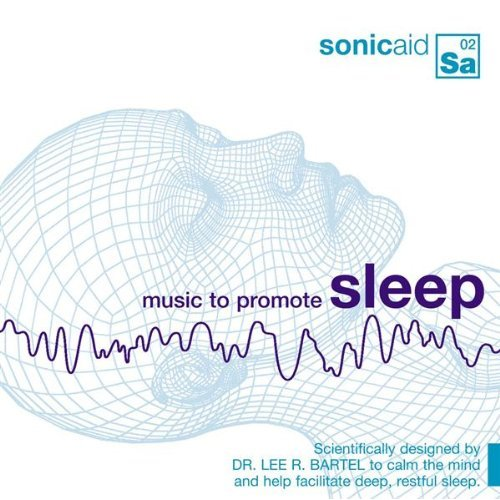 sonicaid
02
Sa
music to promote sleep
Scientifically designed by
DR. LEE R. BARTEL to calm the mind
and help facilitate deep, restful sleep.